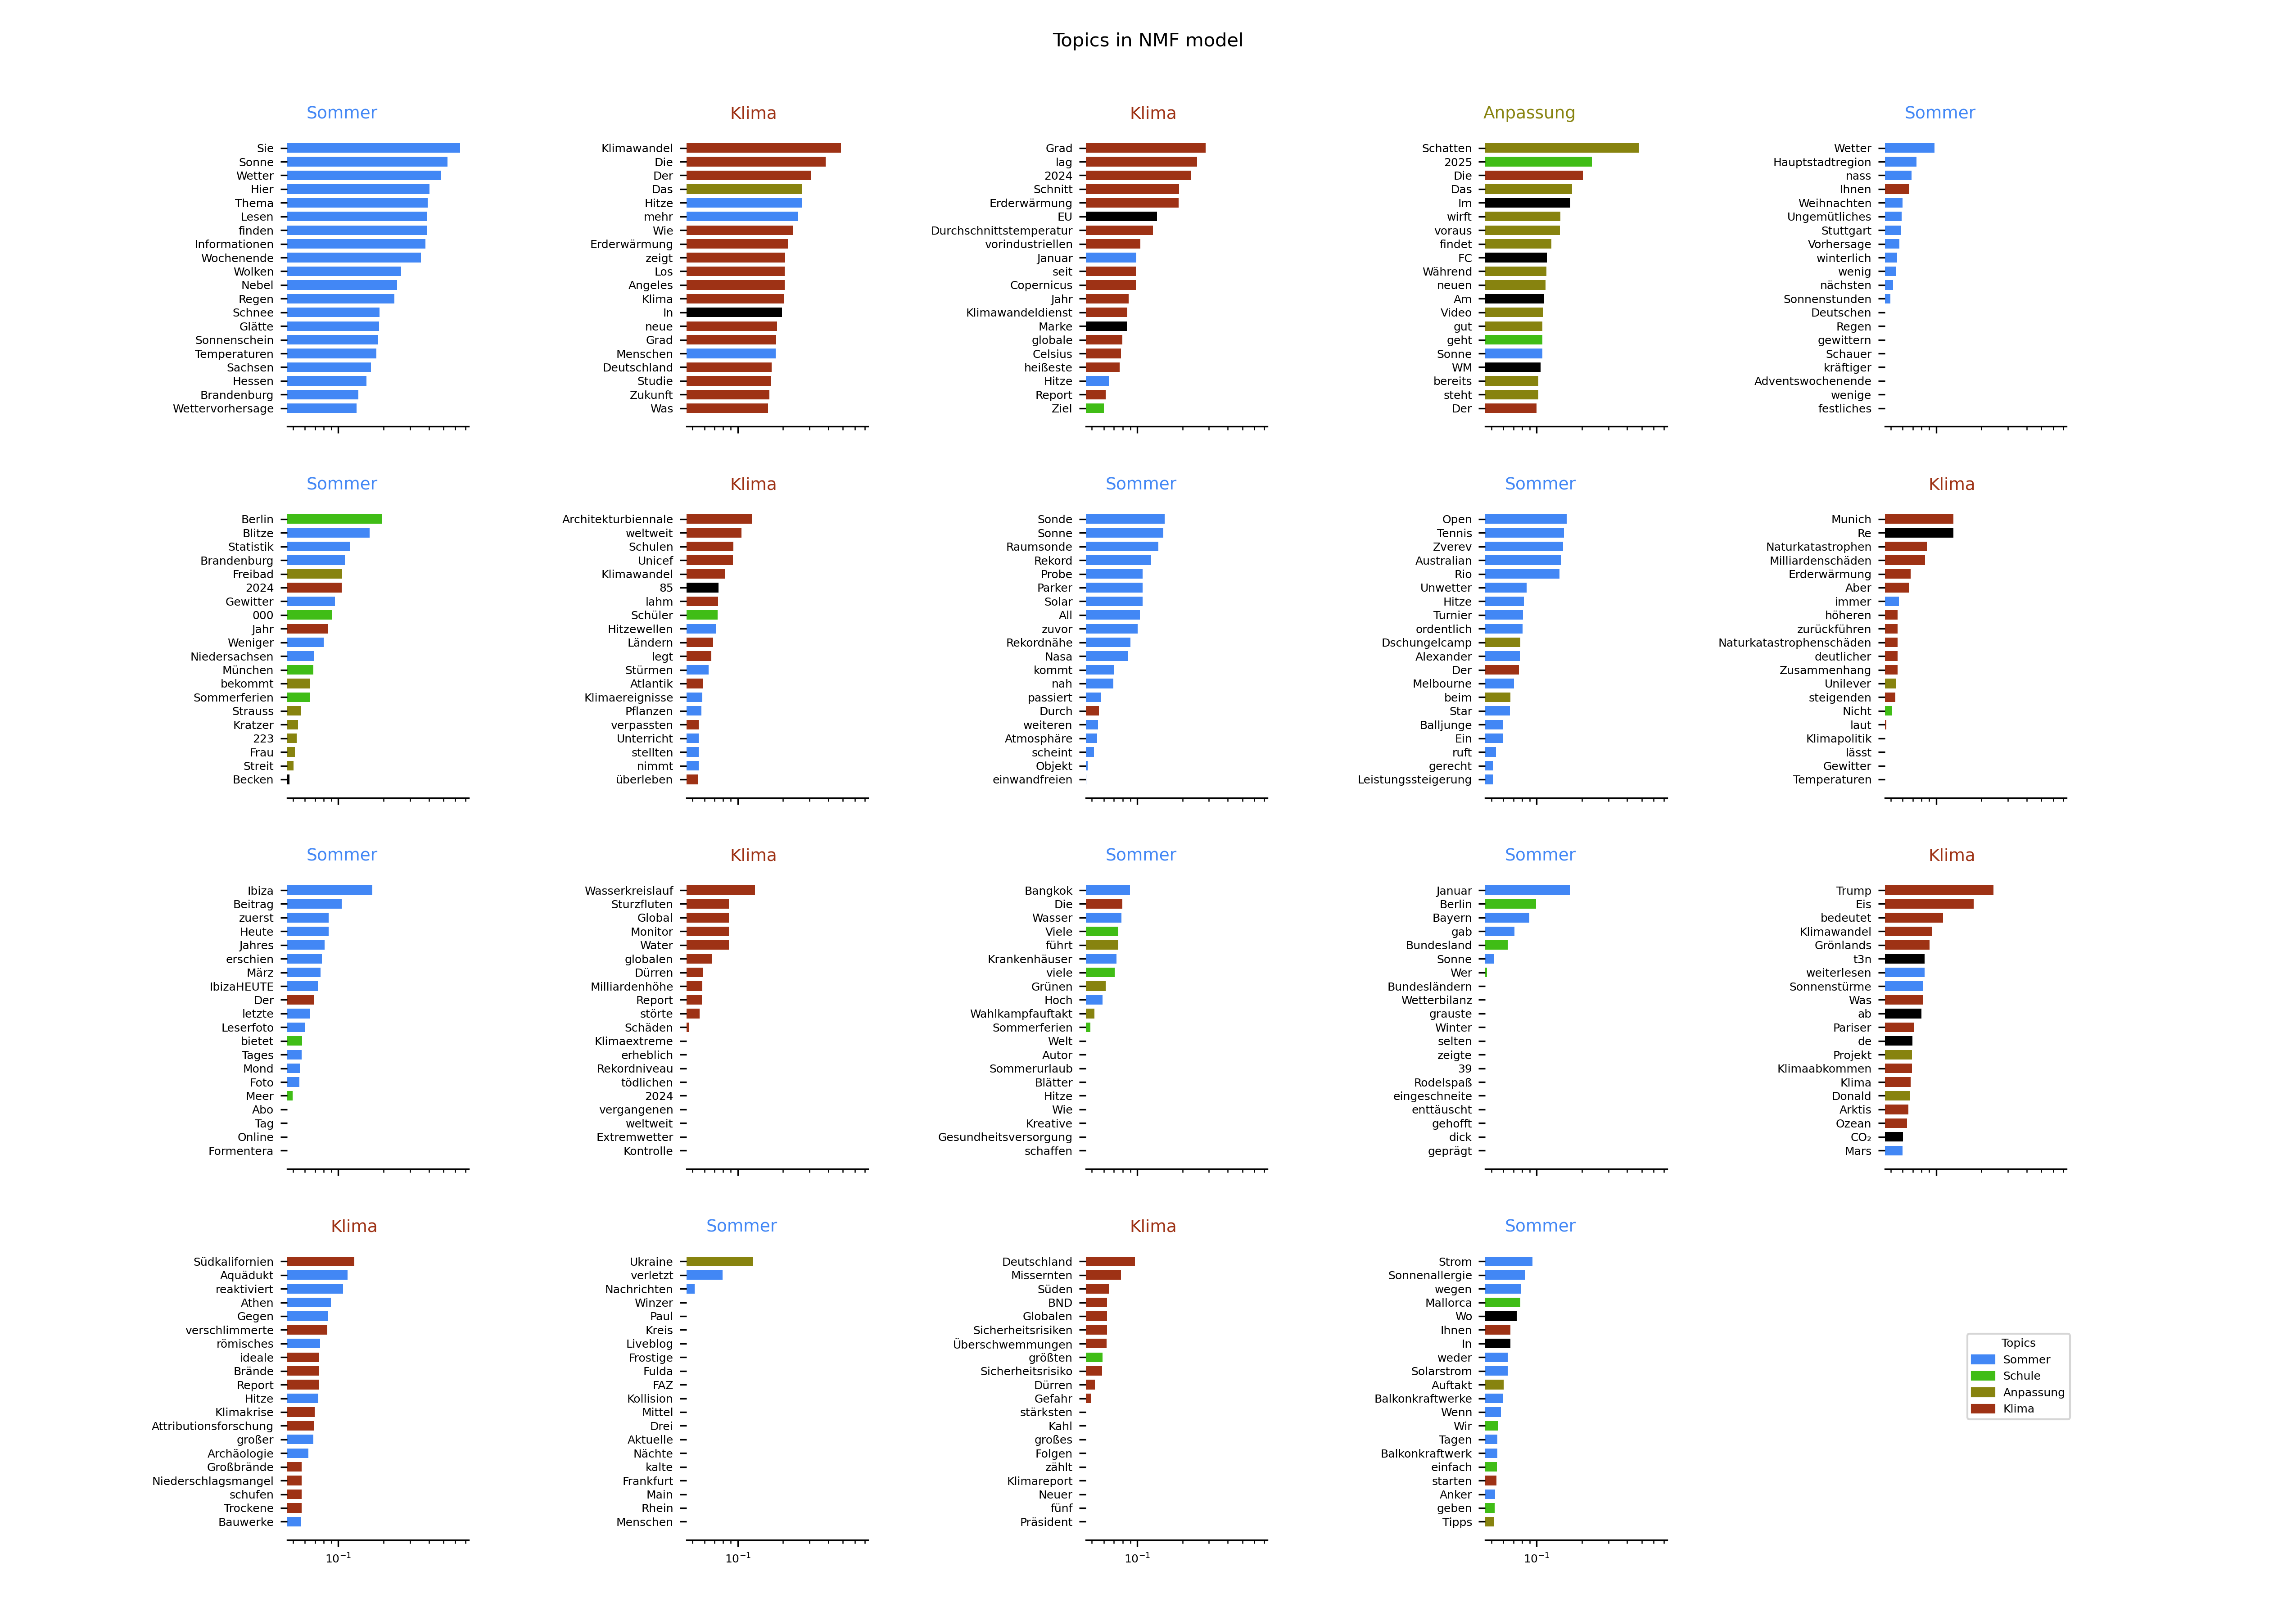 Topics in NMF model
Sommer
Sie
Sonne
Wetter
Hier
Thema
Lesen
finden
Informationen
Wochenende
Wolken
Nebel
Regen
Schnee
Glätte
Sonnenschein
Temperaturen
Sachsen
Hessen
Brandenburg
Wettervorhersage
Klima
Klimawandel
Die
Der
Das
Hitze
mehr
Wie
Erderwärmung
zeigt
Los
Angeles
Klima
In
neue
Grad
Menschen
Deutschland
Studie
Zukunft
Was
Klima
Grad
lag
2024
Schnitt
Erderwärmung
EU
Durchschnittstemperatur
vorindustriellen
Januar
seit
Copernicus
Jahr
Klimawandeldienst
Marke
globale
Celsius
heißeste
Hitze
Report
Ziel
Anpassung
Schatten
2025
Die
Das
Im
wirft
voraus
findet
FC
Während
neuen
Am
Video
gut
geht
Sonne
WM
bereits
steht
Der
Sommer
Wetter
Hauptstadtregion
nass
Ihnen
Weihnachten
Ungemütliches
Stuttgart
Vorhersage
winterlich
wenig
nächsten
Sonnenstunden
Deutschen
Regen
gewittern
Schauer
kräftiger
Adventswochenende
wenige
festliches
Sommer
Berlin
Blitze
Statistik
Brandenburg
Freibad
2024
Gewitter
000
Jahr
Weniger
Niedersachsen
München
bekommt
Sommerferien
Strauss
Kratzer
223
Frau
Streit
Becken
Klima
Architekturbiennale
weltweit
Schulen
Unicef
Klimawandel
85
lahm
Schüler
Hitzewellen
Ländern
legt
Stürmen
Atlantik
Klimaereignisse
Pflanzen
verpassten
Unterricht
stellten
nimmt
überleben
Sommer
Sonde
Sonne
Raumsonde
Rekord
Probe
Parker
Solar
All
zuvor
Rekordnähe
Nasa
kommt
nah
passiert
Durch
weiteren
Atmosphäre
scheint
Objekt
einwandfreien
Sommer
Open
Tennis
Zverev
Australian
Rio
Unwetter
Hitze
Turnier
ordentlich
Dschungelcamp
Alexander
Der
Melbourne
beim
Star
Balljunge
Ein
ruft
gerecht
Leistungssteigerung
Klima
Munich
Re
Naturkatastrophen
Milliardenschäden
Erderwärmung
Aber
immer
höheren
zurückführen
Naturkatastrophenschäden
deutlicher
Zusammenhang
Unilever
steigenden
Nicht
laut
Klimapolitik
lässt
Gewitter
Temperaturen
Sommer
Ibiza
Beitrag
zuerst
Heute
Jahres
erschien
März
IbizaHEUTE
Der
letzte
Leserfoto
bietet
Tages
Mond
Foto
Meer
Abo
Tag
Online
Formentera
Klima
Wasserkreislauf
Sturzfluten
Global
Monitor
Water
globalen
Dürren
Milliardenhöhe
Report
störte
Schäden
Klimaextreme
erheblich
Rekordniveau
tödlichen
2024
vergangenen
weltweit
Extremwetter
Kontrolle
Sommer
Bangkok
Die
Wasser
Viele
führt
Krankenhäuser
viele
Grünen
Hoch
Wahlkampfauftakt
Sommerferien
Welt
Autor
Sommerurlaub
Blätter
Hitze
Wie
Kreative
Gesundheitsversorgung
schaffen
Sommer
Januar
Berlin
Bayern
gab
Bundesland
Sonne
Wer
Bundesländern
Wetterbilanz
grauste
Winter
selten
zeigte
39
Rodelspaß
eingeschneite
enttäuscht
gehofft
dick
geprägt
Klima
Trump
Eis
bedeutet
Klimawandel
Grönlands
t3n
weiterlesen
Sonnenstürme
Was
ab
Pariser
de
Projekt
Klimaabkommen
Klima
Donald
Arktis
Ozean
CO₂
Mars
Klima
Südkalifornien
Aquädukt
reaktiviert
Athen
Gegen
verschlimmerte
römisches
ideale
Brände
Report
Hitze
Klimakrise
Attributionsforschung
großer
Archäologie
Großbrände
Niederschlagsmangel
schufen
Trockene
Bauwerke
10⁻¹
Sommer
Ukraine
verletzt
Nachrichten
Winzer
Paul
Kreis
Liveblog
Frostige
Fulda
FAZ
Kollision
Mittel
Drei
Aktuelle
Nächte
kalte
Frankfurt
Main
Rhein
Menschen
10⁻¹
Klima
Deutschland
Missernten
Süden
BND
Globalen
Sicherheitsrisiken
Überschwemmungen
größten
Sicherheitsrisiko
Dürren
Gefahr
stärksten
Kahl
großes
Folgen
zählt
Klimareport
Neuer
fünf
Präsident
10⁻¹
Sommer
Strom
Sonnenallergie
wegen
Mallorca
Wo
Ihnen
In
weder
Solarstrom
Auftakt
Balkonkraftwerke
Wenn
Wir
Tagen
Balkonkraftwerk
einfach
starten
Anker
geben
Tipps
10⁻¹
Topics
Sommer
Schule
Anpassung
Klima